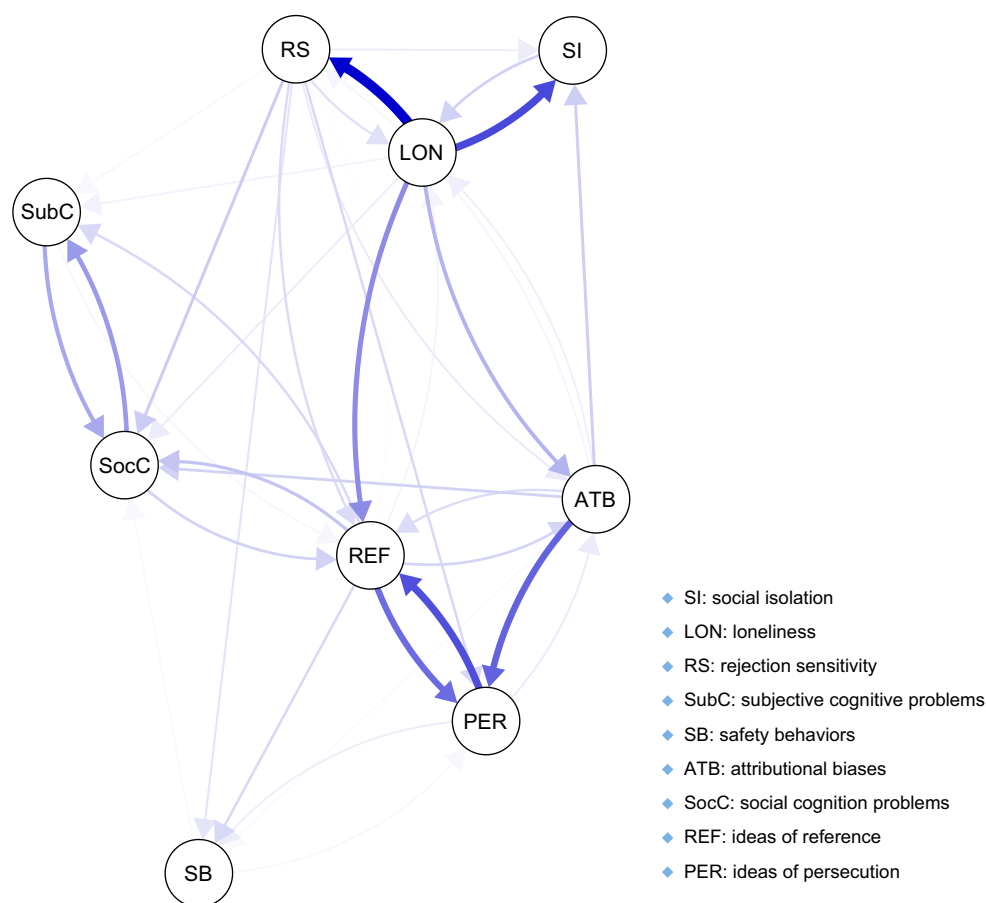 RS
SI
LON
SubC
SocC
ATB
REF
PER
SB
SI: social isolation
LON: loneliness
RS: rejection sensitivity
SubC: subjective cognitive problems
SB: safety behaviors
ATB: attributional biases
SocC: social cognition problems
REF: ideas of reference
PER: ideas of persecution